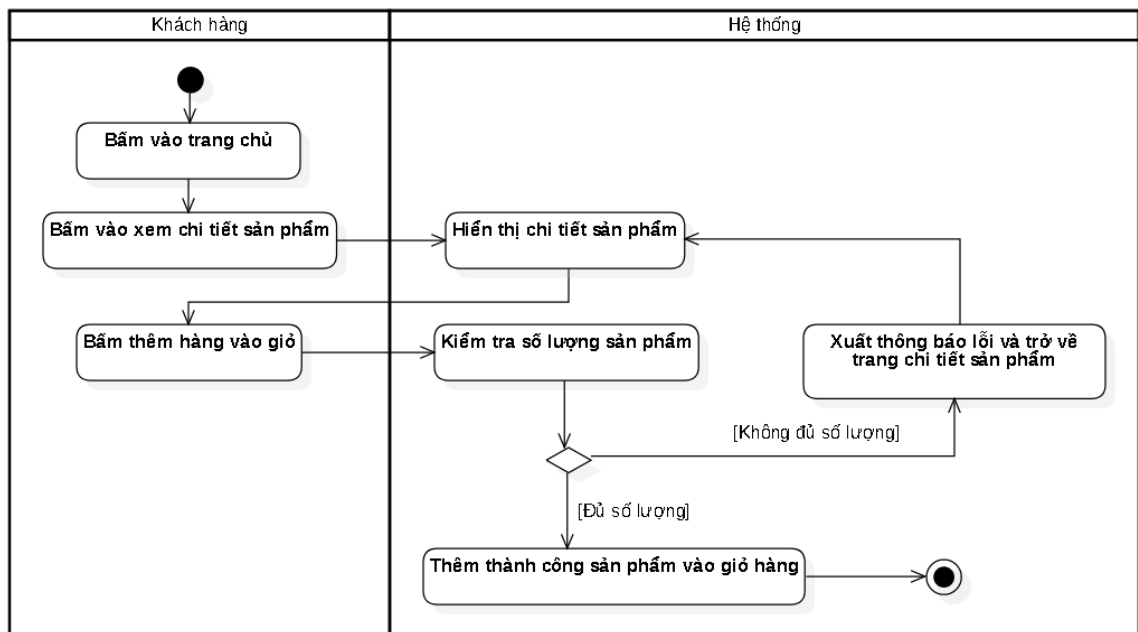 Khách hàng
Hệ thống
Bấm vào trang chủ
Bấm vào xem chi tiết sản phẩm
Hiển thị chi tiết sản phẩm
Bấm thêm hàng vào giỏ
Kiểm tra số lượng sản phẩm
Xuất thông báo lỗi và trở về
trang chi tiết sản phẩm
[Không đủ số lượng]
[Đủ số lượng]
Thêm thành công sản phẩm vào giỏ hàng